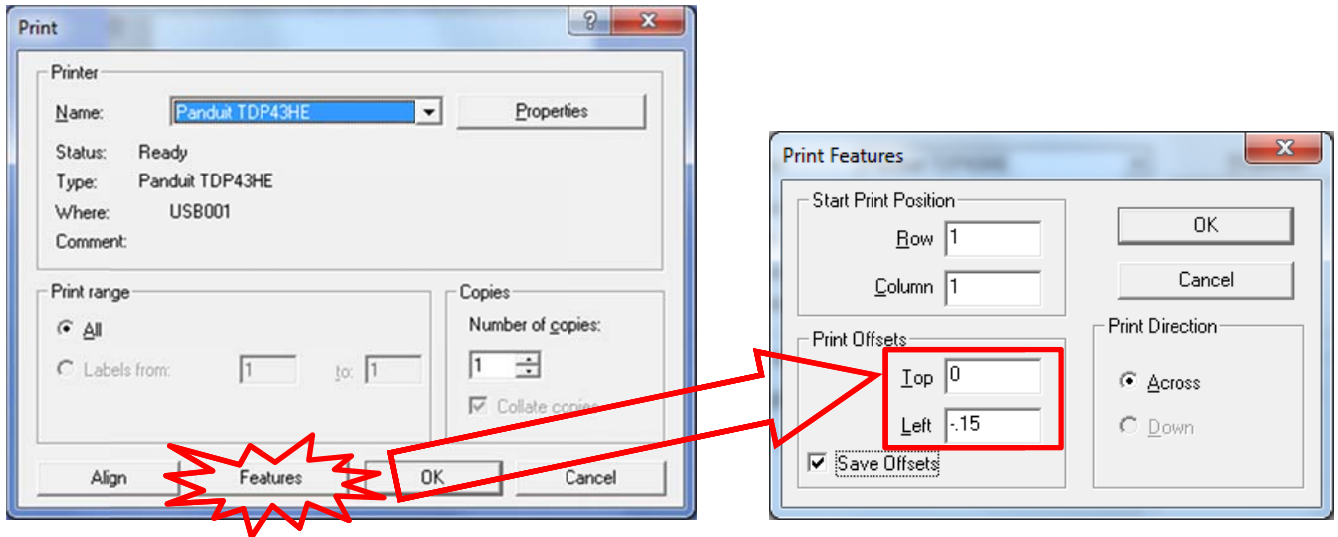 Print
Printer
Name: Panduit TDP43HE Properties
Status: Ready
Type: Panduit TDP43HE
Where: USB001
Comment:
Print range
All
Labels from: 1 to: 1
Copies
Number of copies:
1
Collate copies
Align Features OK Cancel
Print Features
Start Print Position
Row 1
Column 1
OK
Cancel
Print Offsets
Top 0
Left -.15
Save Offsets
Print Direction
Across
Down